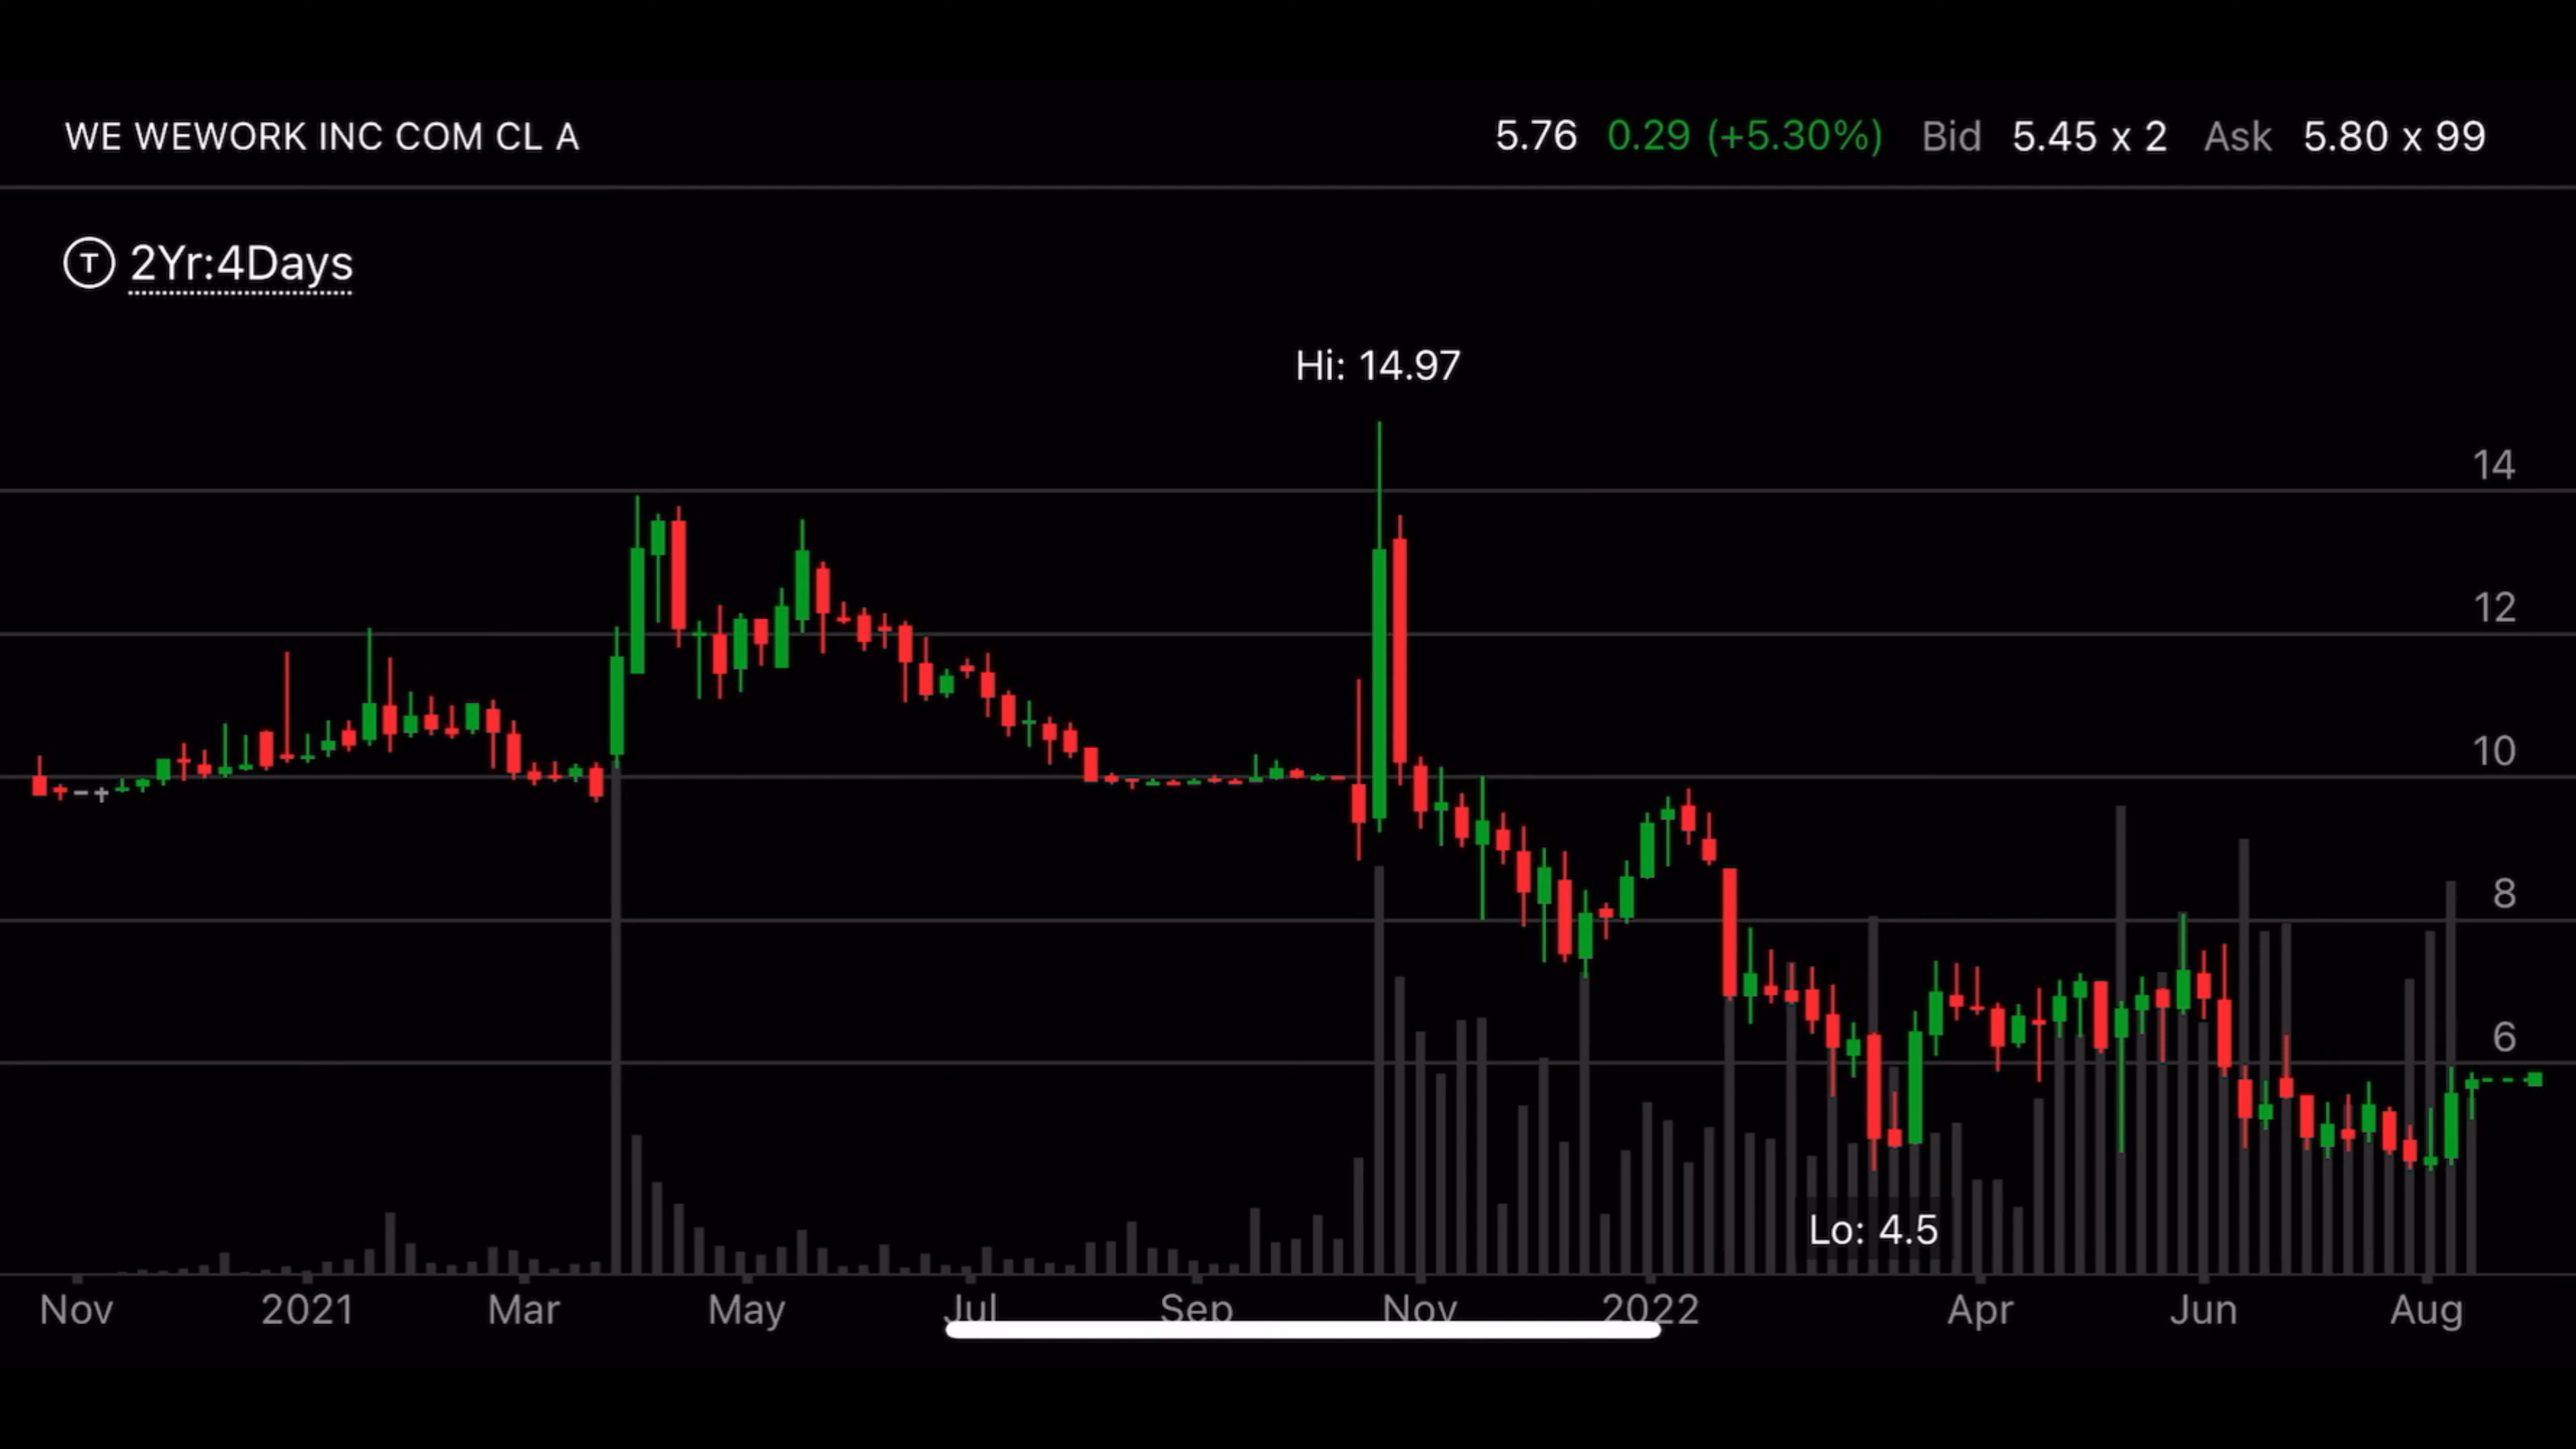 WE WEWORK INC COM CL A 5.76 0.29 (+5.30%) Bid 5.45 x 2 Ask 5.80 x 99
T 2Yr:4Days
Hi: 14.97
14
12
10
8
6
Lo: 4.5
Nov 2021 Mar May Jul Sep Nov 2022 Apr Jun Aug